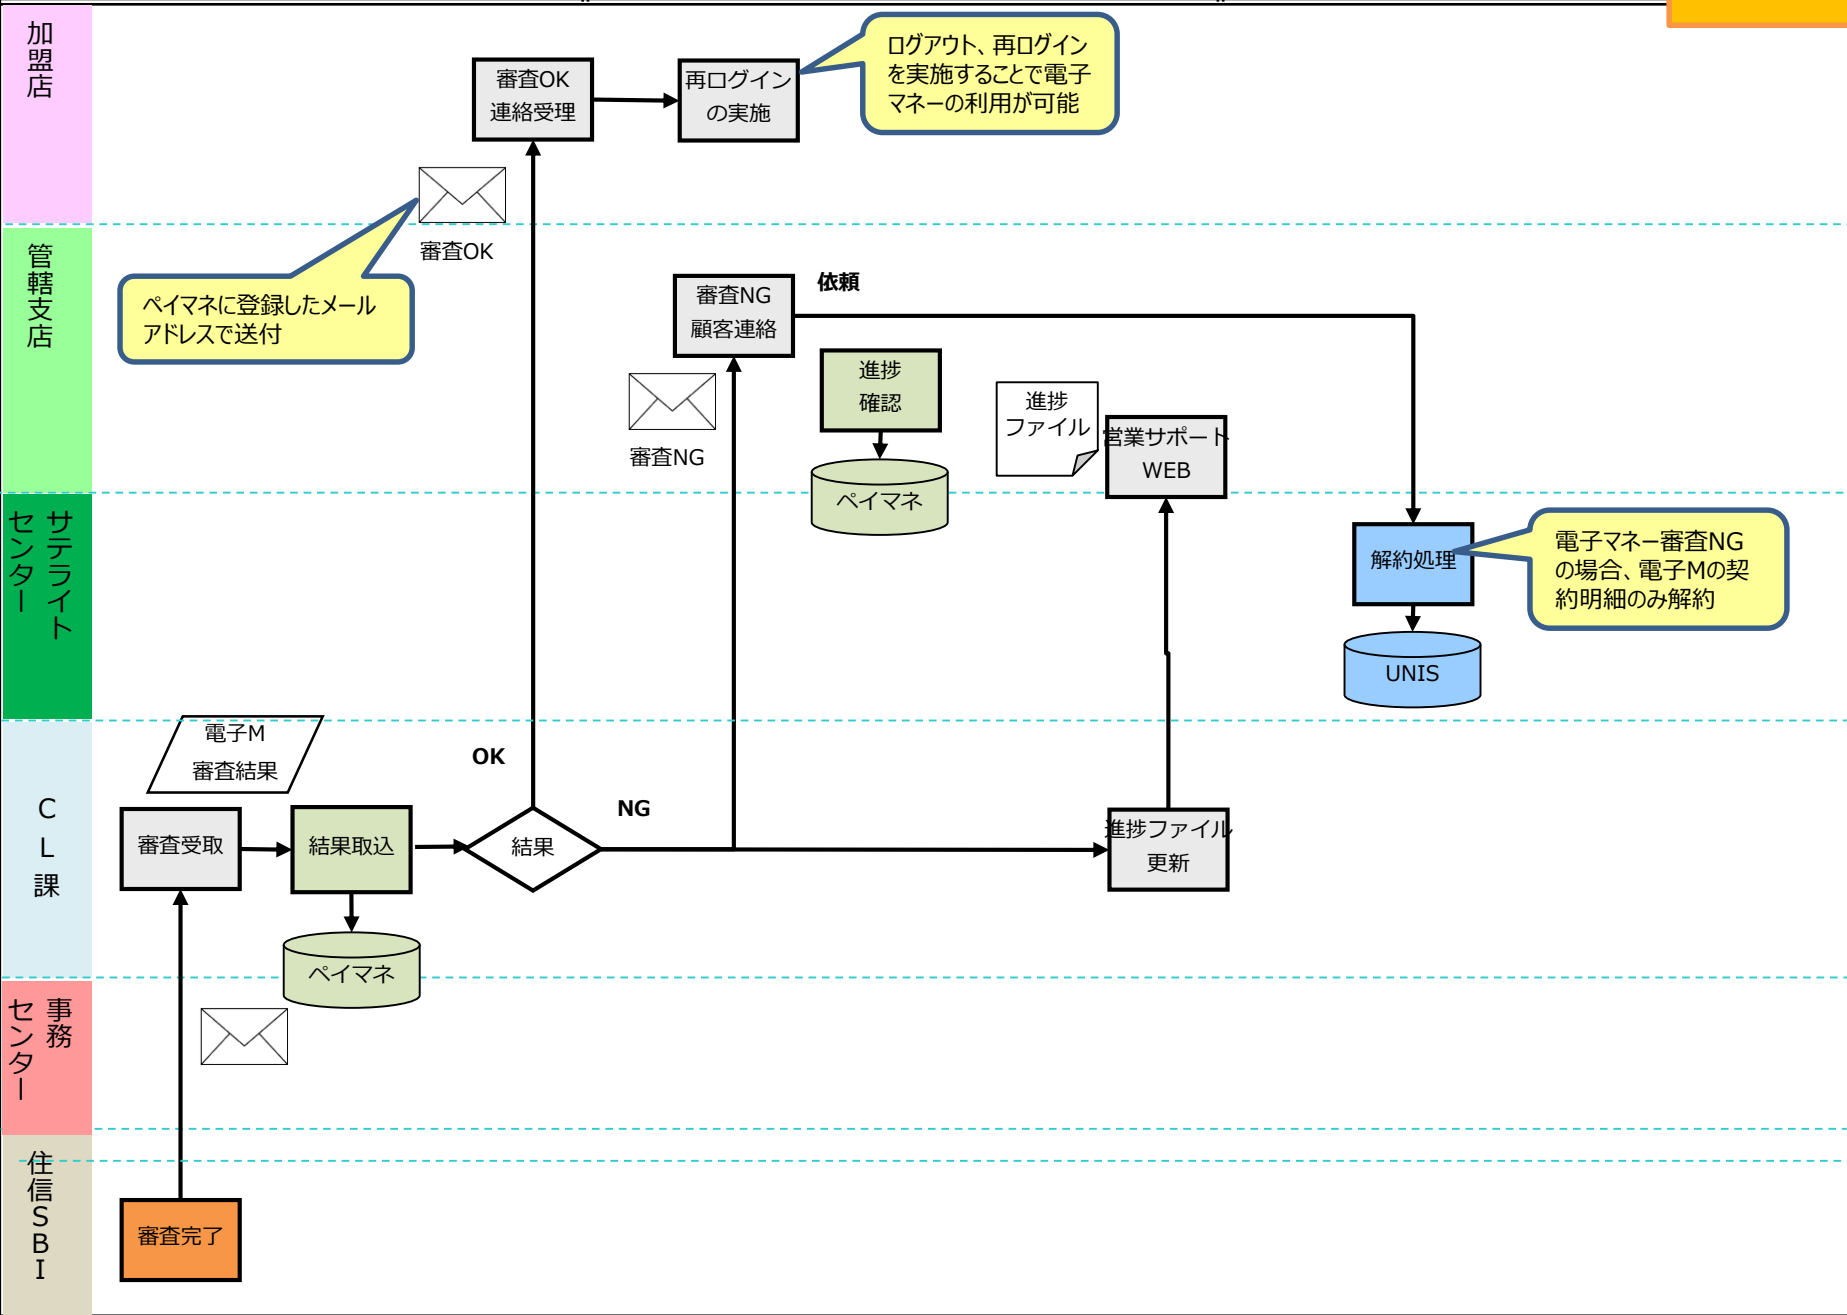 加盟店
審査OK
連絡受理
再ログイン
の実施
ログアウト、再ログイン
を実施することで電子
マネーの利用が可能
審査OK
管轄支店
ペイマネに登録したメール
アドレスで送付
審査NG
顧客連絡
依頼
審査NG
進捗
確認
ペイマネ
進捗
ファイル
営業サポート
WEB
サテライト
センター
解約処理
電子マネー審査NG
の場合、電子Mの契
約明細のみ解約
UNIS
CL課
電子M
審査結果
審査受取
結果取込
ペイマネ
OK
結果
NG
進捗ファイル
更新
事務
センター
住信SBI
審査完了